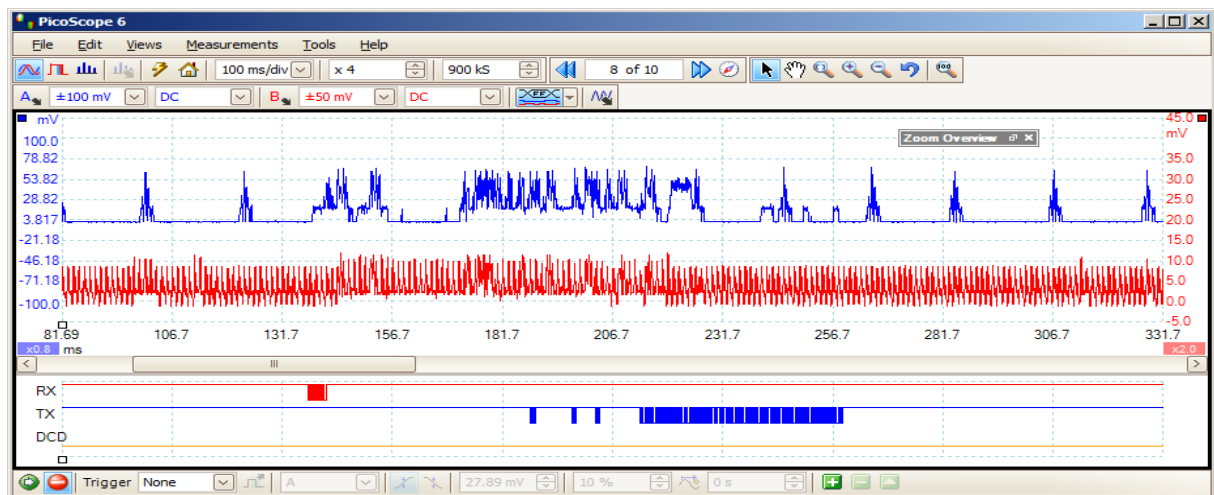 PicoScope 6
File Edit Views Measurements Tools Help
100 ms/div x 4 900 kS 8 of 10
A ±100 mV DC B ±50 mV DC
mV 45.0
mV
Zoom Overview
100.0
78.82 35.0
53.82 30.0
28.82 25.0
3.817 20.0
-21.18 15.0
-46.18 10.0
-71.18 5.0
-100.0 0.0
-5.0
81.69 106.7 131.7 156.7 181.7 206.7 231.7 256.7 281.7 306.7 331.7
x0.8 ms x2.0
RX
TX
DCD
Trigger None A 27.89 mV 10 % 0 s